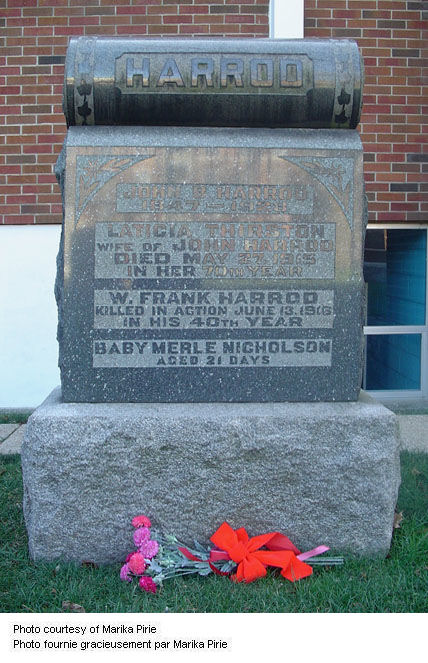 HARROD
JOHN HARROD
LATICIA THURSTON
WIFE OF JOHN HARROD
DIED MAY 27, 1915
IN HER 70TH YEAR
W. FRANK HARROD
KILLED IN ACTION JUNE 13, 1916
IN HIS 40TH YEAR
BABY MERLE NICHOLSON
AGED 21 DAYS
Photo courtesy of Marika Pirie
Photo fournie gracieusement par Marika Pirie